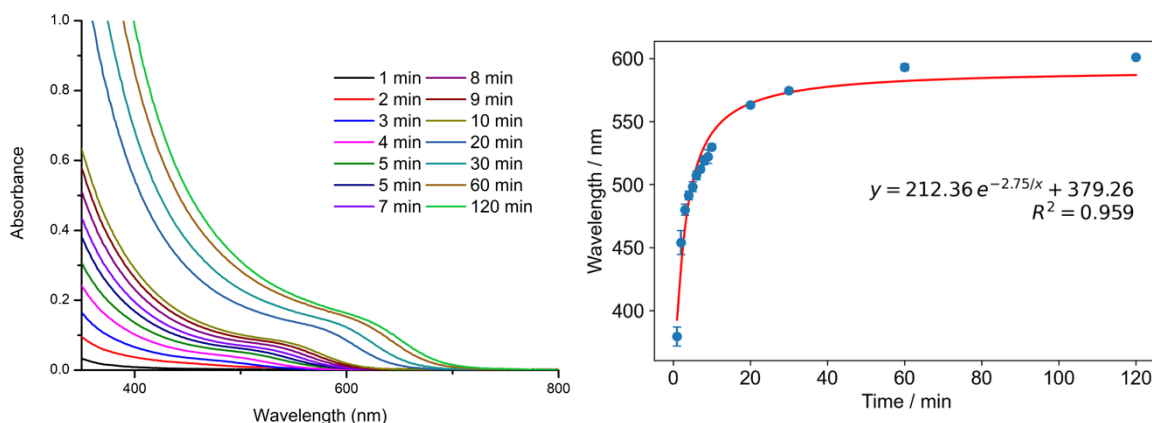 1.0
0.8
0.6
0.4
0.2
0.0
Absorbance
400
600
800
Wavelength (nm)
1 min
8 min
2 min
9 min
3 min
10 min
4 min
20 min
5 min
30 min
5 min
60 min
7 min
120 min
600
550
500
450
400
Wavelength / nm
y = 212.36 e^{-2.75/x} + 379.26
R² = 0.959
0
20
40
60
80
100
120
Time / min